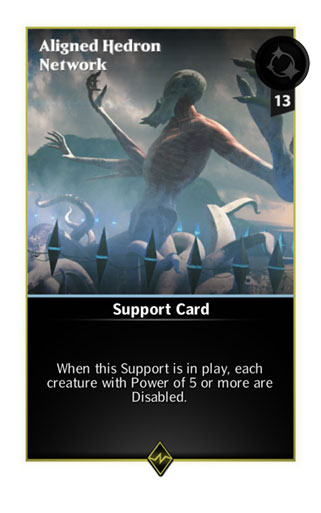 Aligned Hedron
Network
13
Support Card
When this Support is in play, each
creature with Power of 5 or more are
Disabled.